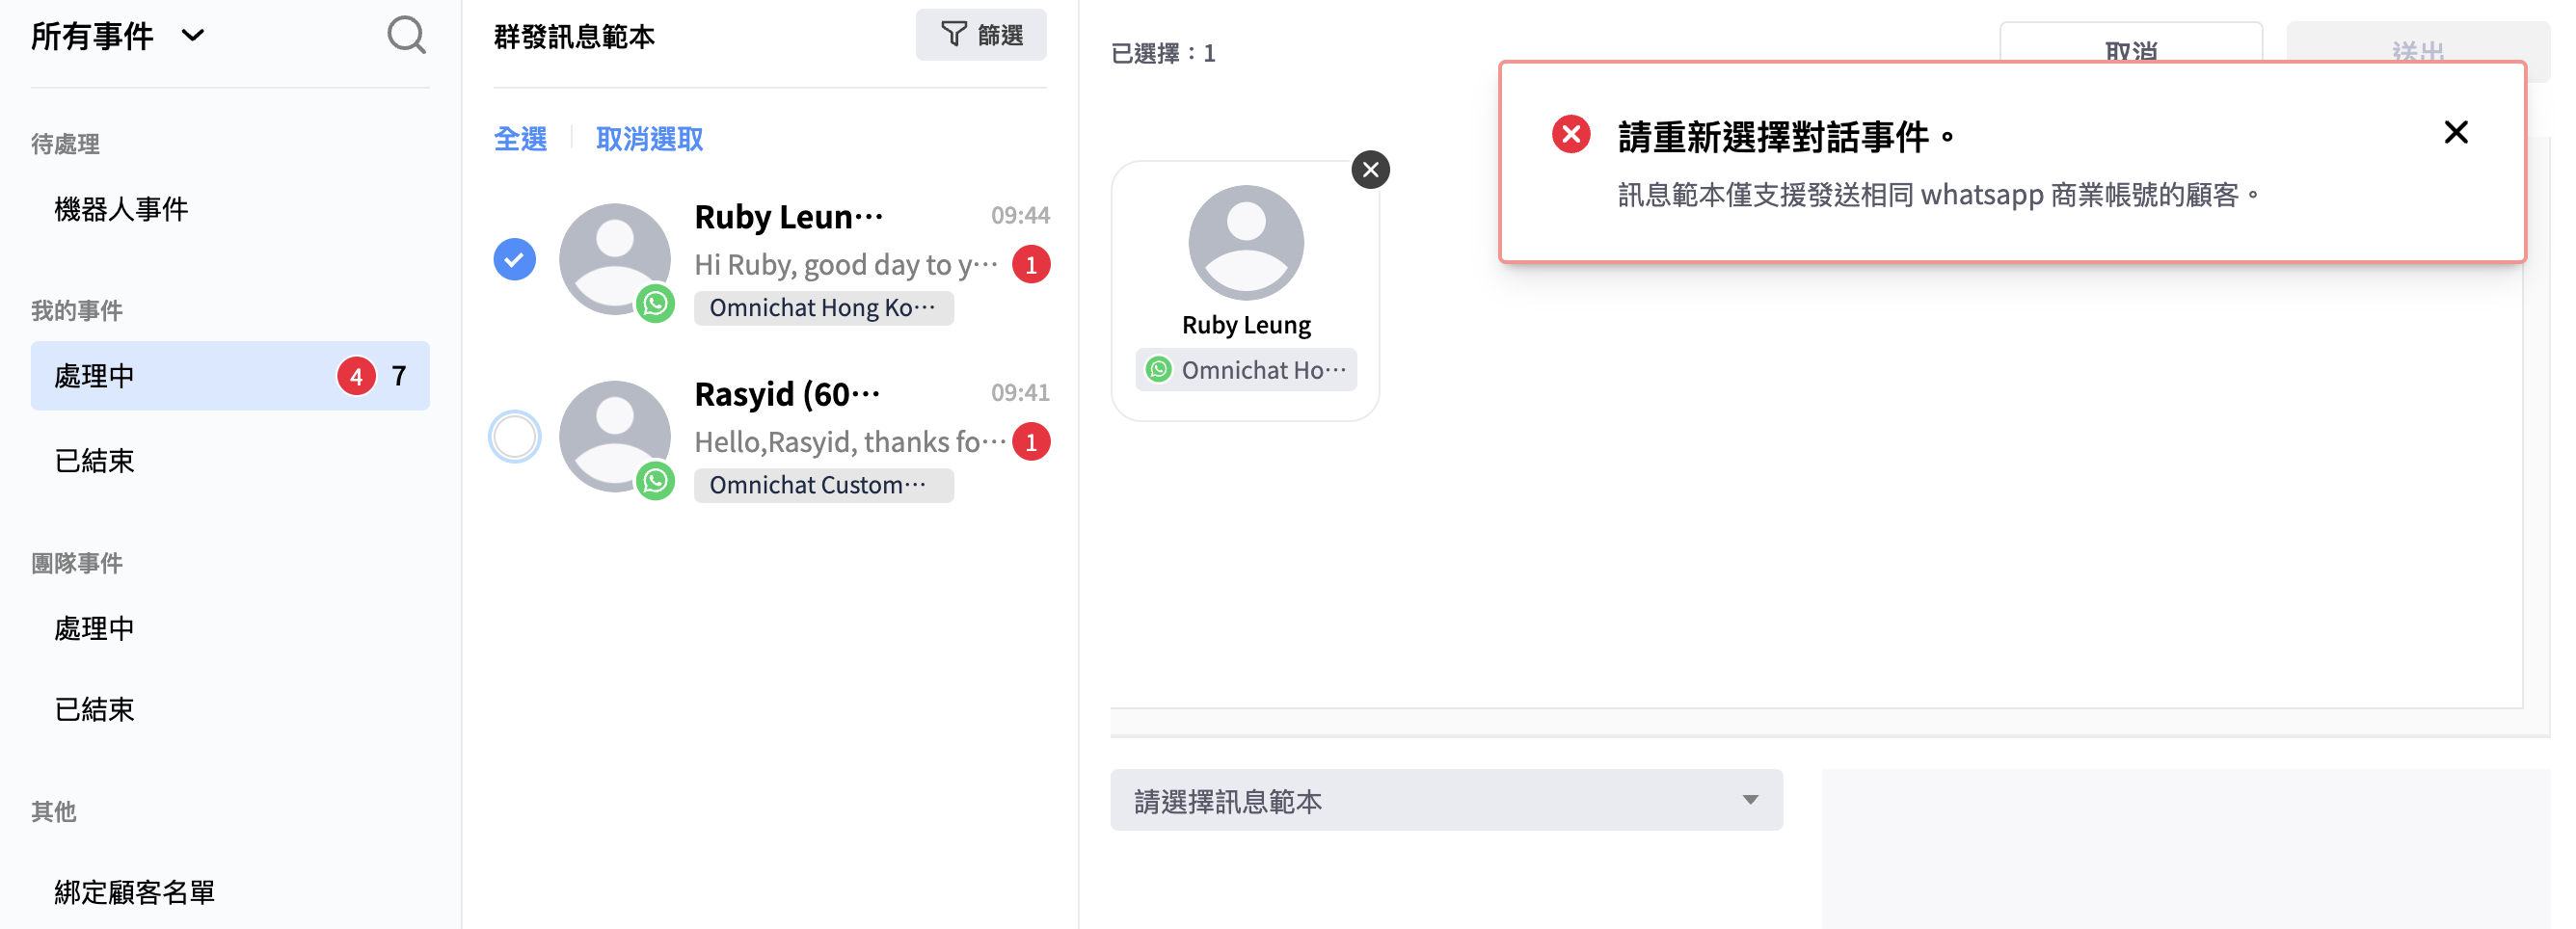 所有事件
待處理
機器人事件
我的事件
處理中 4 7
已結束
團隊事件
處理中
已結束
其他
綁定顧客名單
群發訊息範本 篩選
全選 取消選取
Ruby Leun… 09:44
Hi Ruby, good day to y… 1
Omnichat Hong Ko…
Rasyid (60… 09:41
Hello,Rasyid, thanks fo… 1
Omnichat Custom…
已選擇：1 取消 送出
請重新選擇對話事件。
訊息範本僅支援發送相同 whatsapp 商業帳號的顧客。
Ruby Leung
Omnichat Ho…
請選擇訊息範本